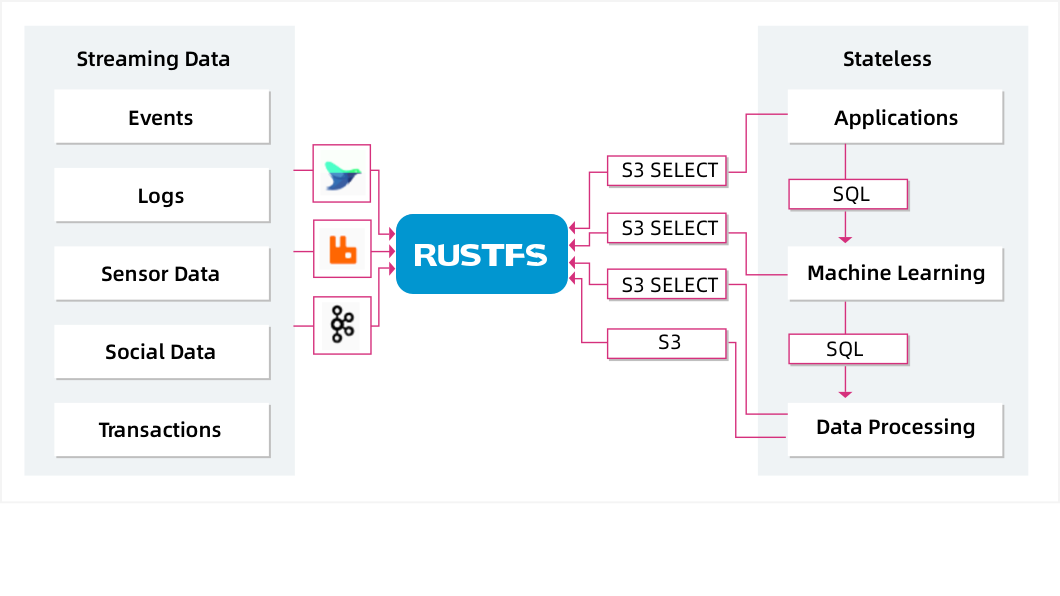 Streaming Data
Events
Logs
Sensor Data
Social Data
Transactions
RUSTFS
S3 SELECT
S3 SELECT
S3 SELECT
S3
Stateless
Applications
SQL
Machine Learning
SQL
Data Processing